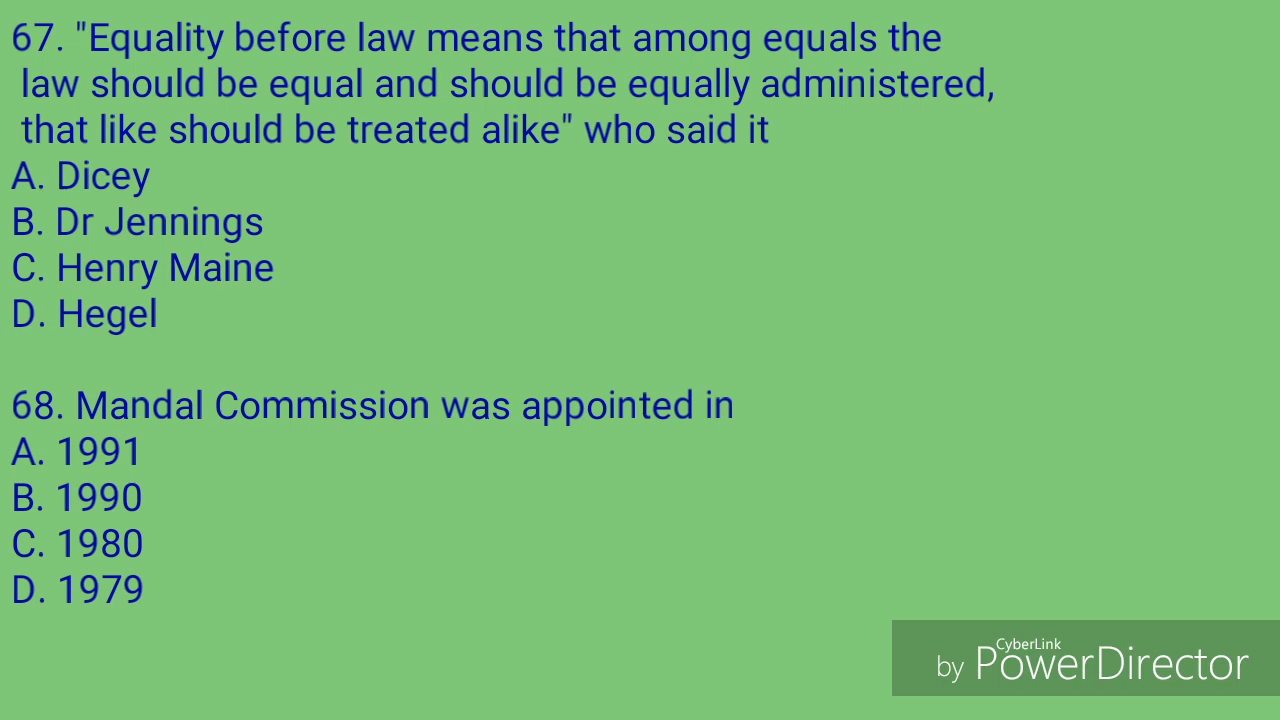 67. "Equality before law means that among equals the
law should be equal and should be equally administered,
that like should be treated alike" who said it
A. Dicey
B. Dr Jennings
C. Henry Maine
D. Hegel
68. Mandal Commission was appointed in
A. 1991
B. 1990
C. 1980
D. 1979
CyberLink
by PowerDirector